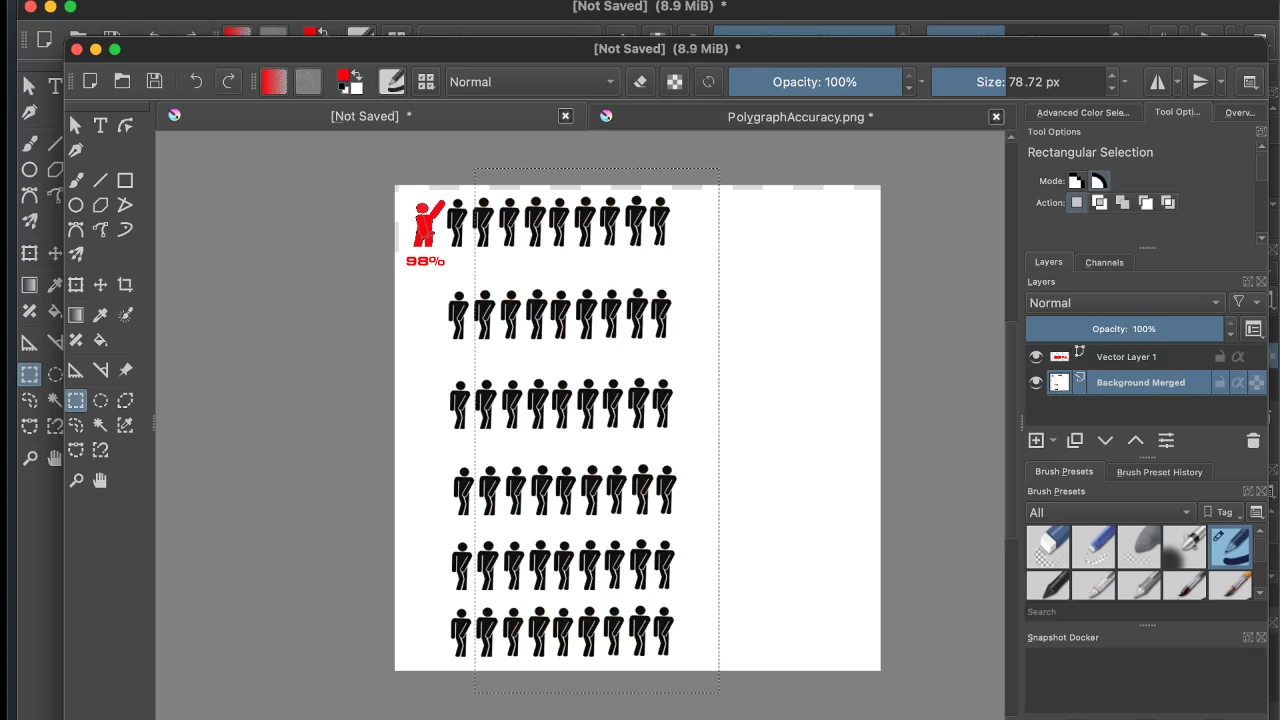 [Not Saved] (8.9 MiB) *
[Not Saved] (8.9 MiB) *
Normal
Opacity: 100%
Size: 78.72 px
[Not Saved] *
PolygraphAccuracy.png *
Advanced Color Sele...
Tool Opti...
Overv...
Tool Options
Rectangular Selection
Mode:
Action:
98%
Layers
Channels
Layers
Normal
Opacity: 100%
Vector Layer 1
Background Merged
Brush Presets
Brush Preset History
Brush Presets
All
Tag
Search
Snapshot Docker